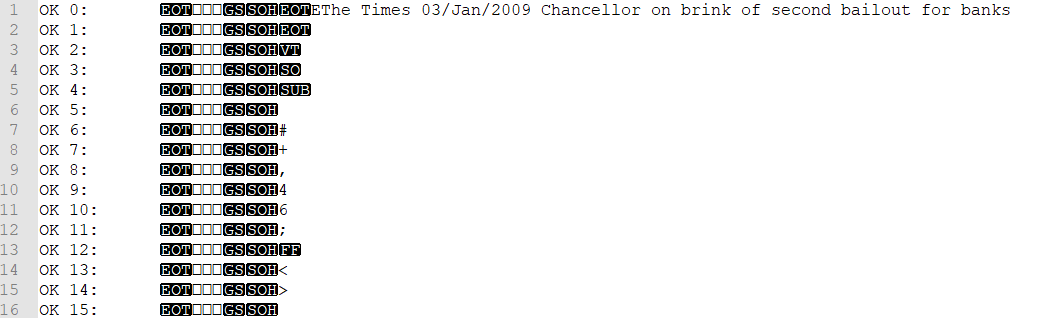 1 OK 0: EOT□□□GSSOHEOTEThe Times 03/Jan/2009 Chancellor on brink of second bailout for banks
2 OK 1: EOT□□□GSSOHEOT
3 OK 2: EOT□□□GSSOHVT
4 OK 3: EOT□□□GSSOHSO
5 OK 4: EOT□□□GSSOHSUB
6 OK 5: EOT□□□GSSOH
7 OK 6: EOT□□□GSSOH#
8 OK 7: EOT□□□GSSOH+
9 OK 8: EOT□□□GSSOH,
10 OK 9: EOT□□□GSSOH4
11 OK 10: EOT□□□GSSOH6
12 OK 11: EOT□□□GSSOH;
13 OK 12: EOT□□□GSSOHFF
14 OK 13: EOT□□□GSSOH<
15 OK 14: EOT□□□GSSOH>
16 OK 15: EOT□□□GSSOH